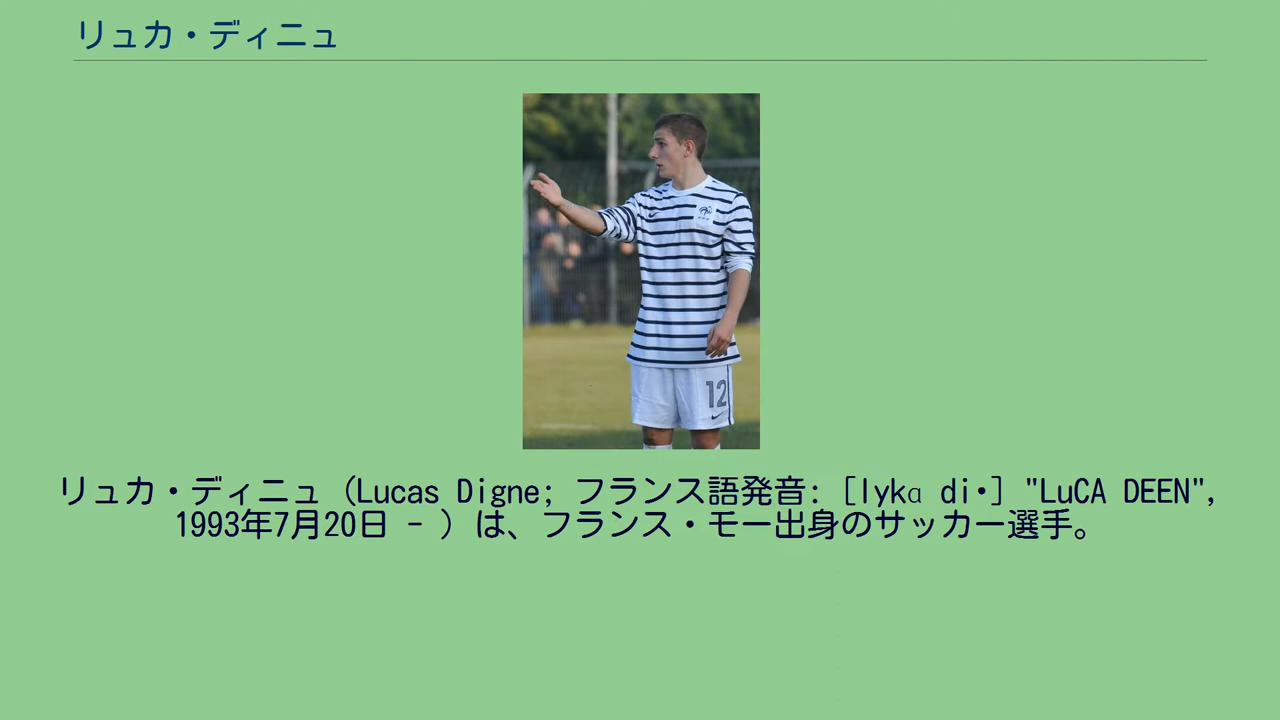 リュカ・ディニュ
12
リュカ・ディニュ（Lucas Digne; フランス語発音: [lykɑ di•] "LuCA DEEN",
1993年7月20日 - ）は、フランス・モー出身のサッカー選手。